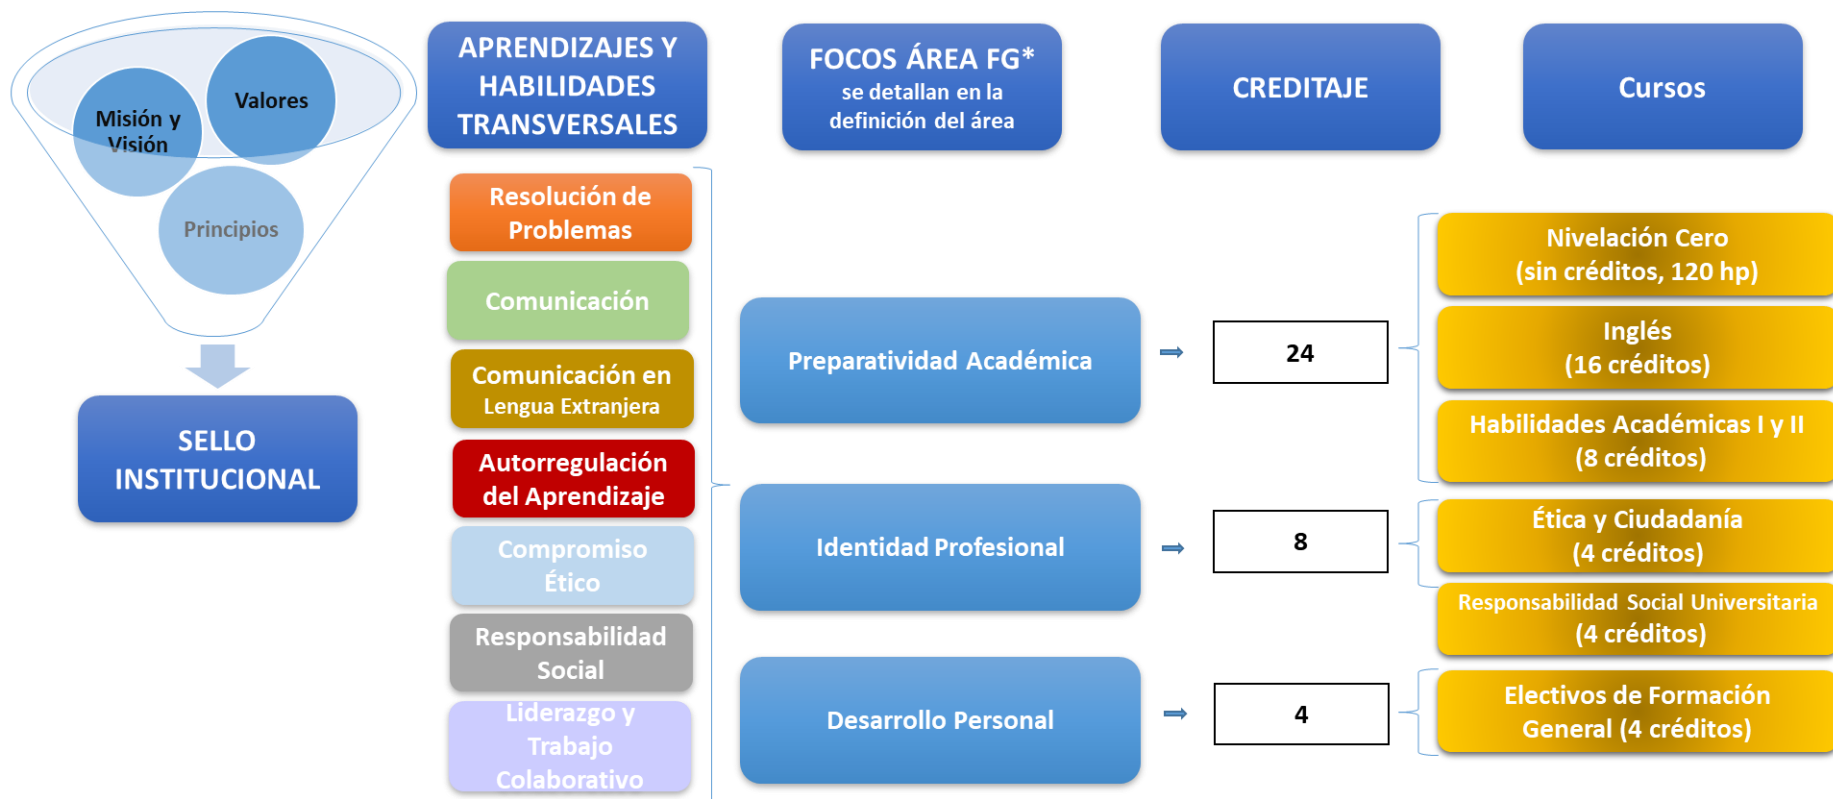 Misión y
Visión
Valores
Principios
SELLO
INSTITUCIONAL
APRENDIZAJES Y
HABILIDADES
TRANSVERSALES
Resolución de
Problemas
Comunicación
Comunicación en
Lengua Extranjera
Autorregulación
del Aprendizaje
Compromiso
Ético
Responsabilidad
Social
Liderazgo y
Trabajo
Colaborativo
FOCOS ÁREA FG*
se detallan en la
definición del área
Preparatividad Académica
Identidad Profesional
Desarrollo Personal
CREDITAJE
24
8
4
Cursos
Nivelación Cero
(sin créditos, 120 hp)
Inglés
(16 créditos)
Habilidades Académicas I y II
(8 créditos)
Ética y Ciudadanía
(4 créditos)
Responsabilidad Social Universitaria
(4 créditos)
Electivos de Formación
General (4 créditos)